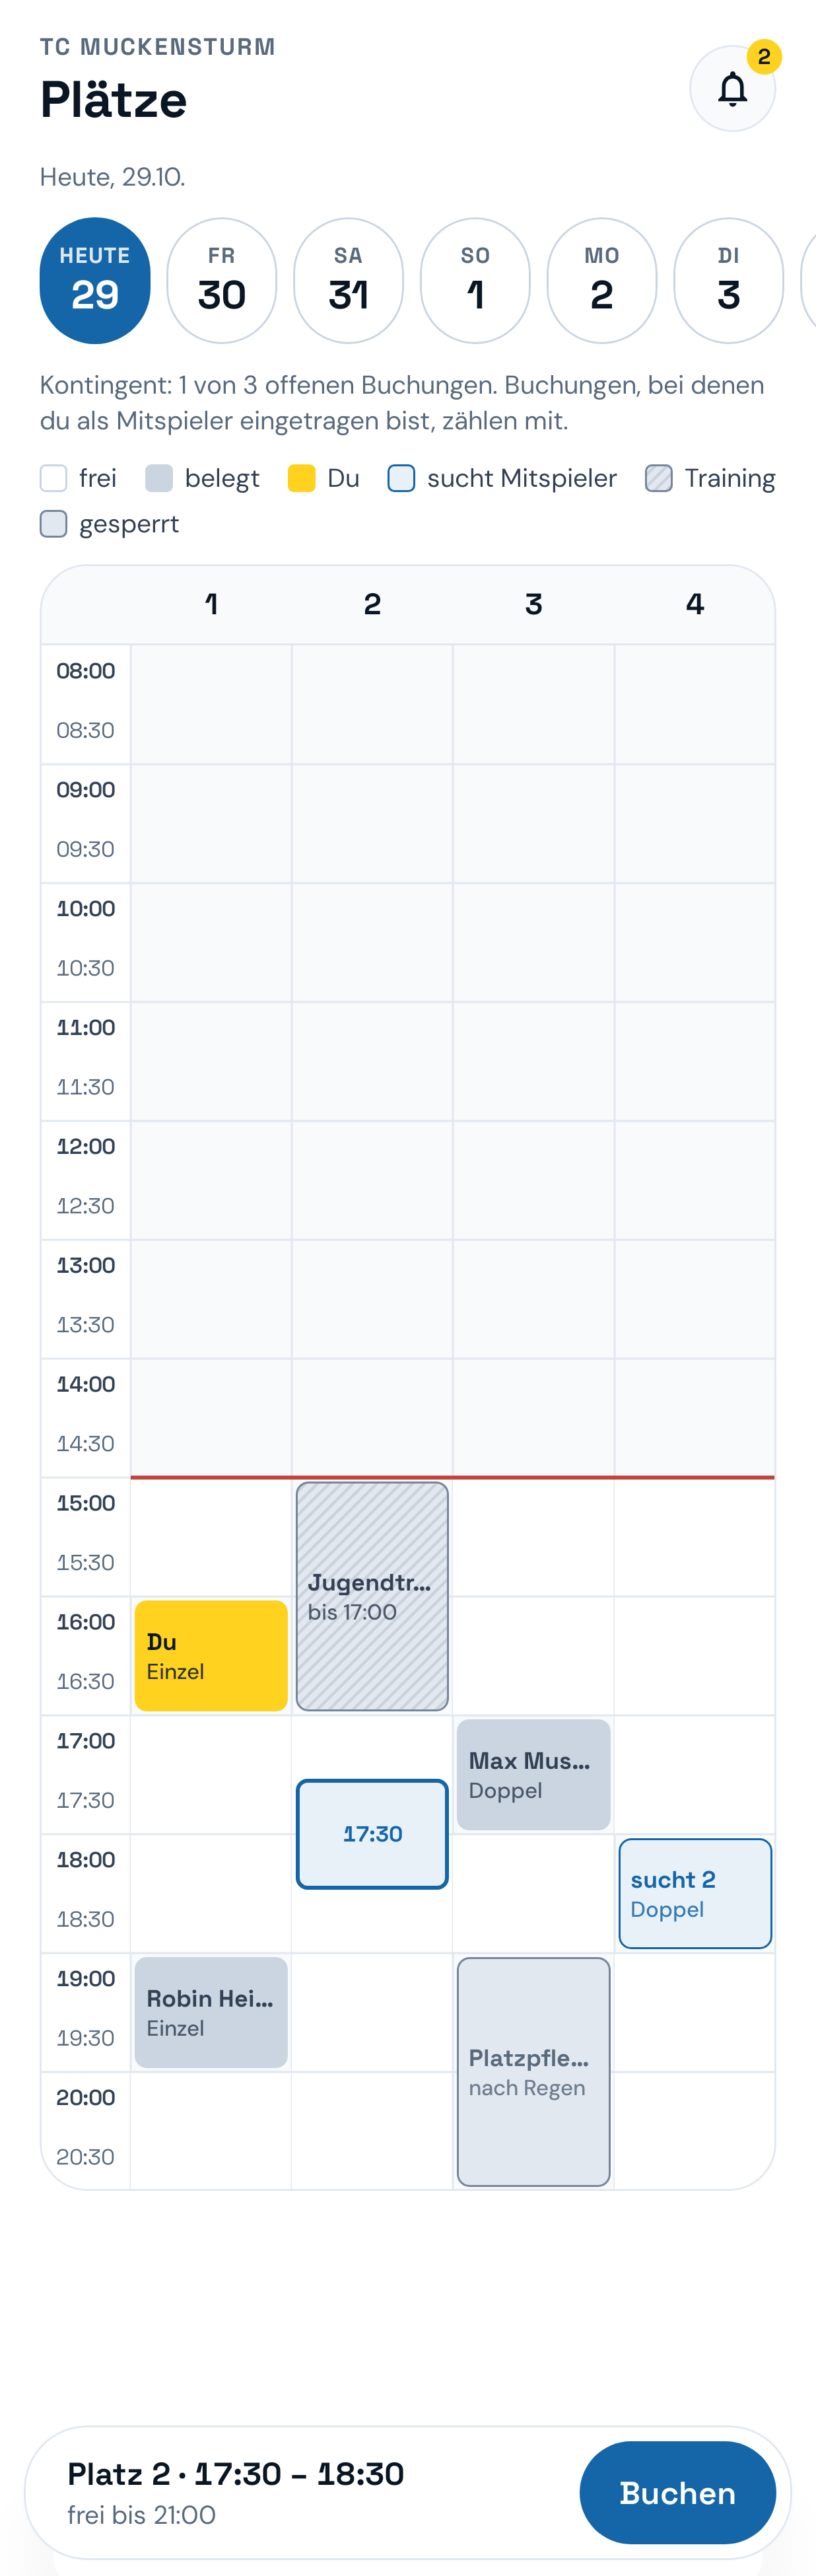 TC MUCKENSTURM
Plätze
2
Heute, 29.10.
HEUTE FR SA SO MO DI
29 30 31 1 2 3
Kontingent: 1 von 3 offenen Buchungen. Buchungen, bei denen
du als Mitspieler eingetragen bist, zählen mit.
frei belegt Du sucht Mitspieler Training
gesperrt
1 2 3 4
08:00
08:30
09:00
09:30
10:00
10:30
11:00
11:30
12:00
12:30
13:00
13:30
14:00
14:30
15:00
15:30
Jugendtr...
bis 17:00
16:00
Du
Einzel
16:30
17:00
Max Mus...
Doppel
17:30
17:30
18:00
sucht 2
Doppel
18:30
19:00
Robin Hei...
Einzel
19:30
Platzpfle...
nach Regen
20:00
20:30
Platz 2 · 17:30 – 18:30
frei bis 21:00
Buchen